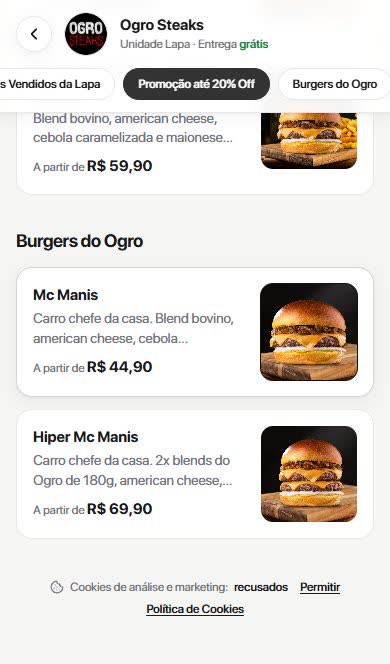 OGRO
STEAKS
Ogro Steaks
Unidade Lapa · Entrega grátis
s Vendidos da Lapa
Promoção até 20% Off
Burgers do Ogro
Blend bovino, american cheese,
cebola caramelizada e maionese...
A partir de R$ 59,90
Burgers do Ogro
Mc Manis
Carro chefe da casa. Blend bovino,
american cheese, cebola...
A partir de R$ 44,90
Hiper Mc Manis
Carro chefe da casa. 2x blends do
Ogro de 180g, american cheese,...
A partir de R$ 69,90
Cookies de análise e marketing: recusados Permitir
Política de Cookies